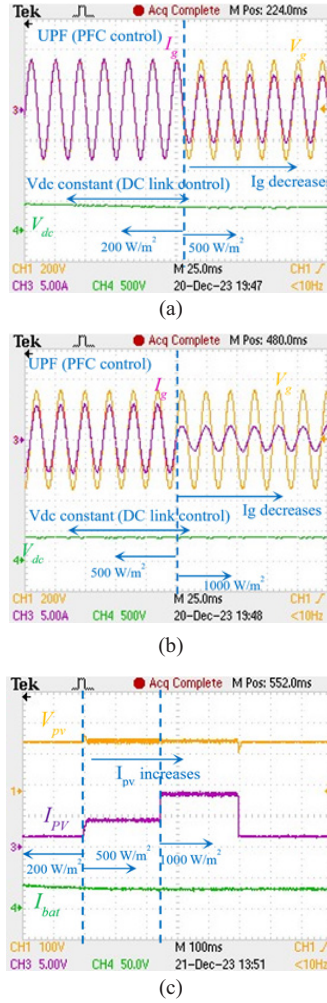 Tek Acq Complete M Pos: 224.0ms
UPF (PFC control) Ig Vg
3
Ig decreases
Vdc constant (DC link control)
Vdc 200 W/m² 500 W/m²
4
CH1 200V M 25.0ms CH1
CH3 5.00A CH4 500V 20-Dec-23 19:47 <10Hz
(a)
Tek Acq Complete M Pos: 480.0ms
UPF (PFC control)
Ig Vg
3
Ig decreases
Vdc constant (DC link control)
Vdc 500 W/m²
1000 W/m²
4
CH1 200V M 25.0ms CH1
CH3 5.00A CH4 500V 20-Dec-23 19:48 <10Hz
(b)
Tek Acq Complete M Pos: 552.0ms
Vpv
Ipv increases
1
IPV
3
200 W/m² 500 W/m² 1000 W/m²
Ibat
4
CH1 100V M 100ms CH1
CH3 5.00V CH4 50.0V 21-Dec-23 13:51 <10Hz
(c)